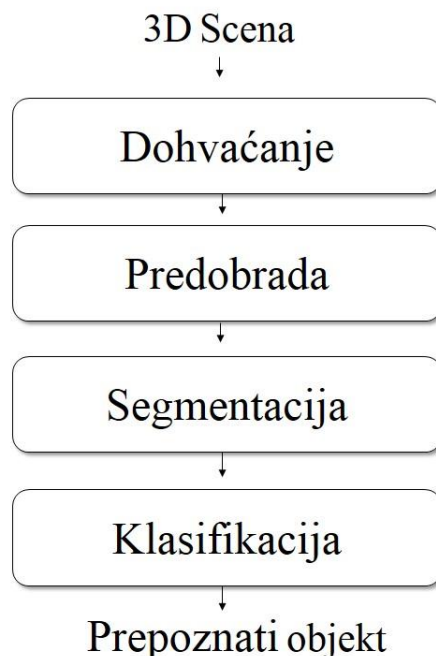 3D Scena
Dohvaćanje
Predobrada
Segmentacija
Klasifikacija
Prepoznati objekt